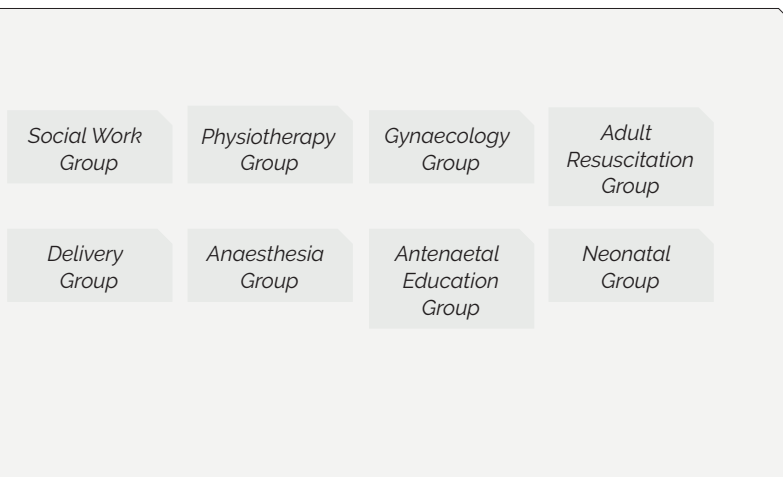 Social Work
Group
Physiotherapy
Group
Gynaecology
Group
Adult
Resuscitation
Group
Delivery
Group
Anaesthesia
Group
Antenaetal
Education
Group
Neonatal
Group